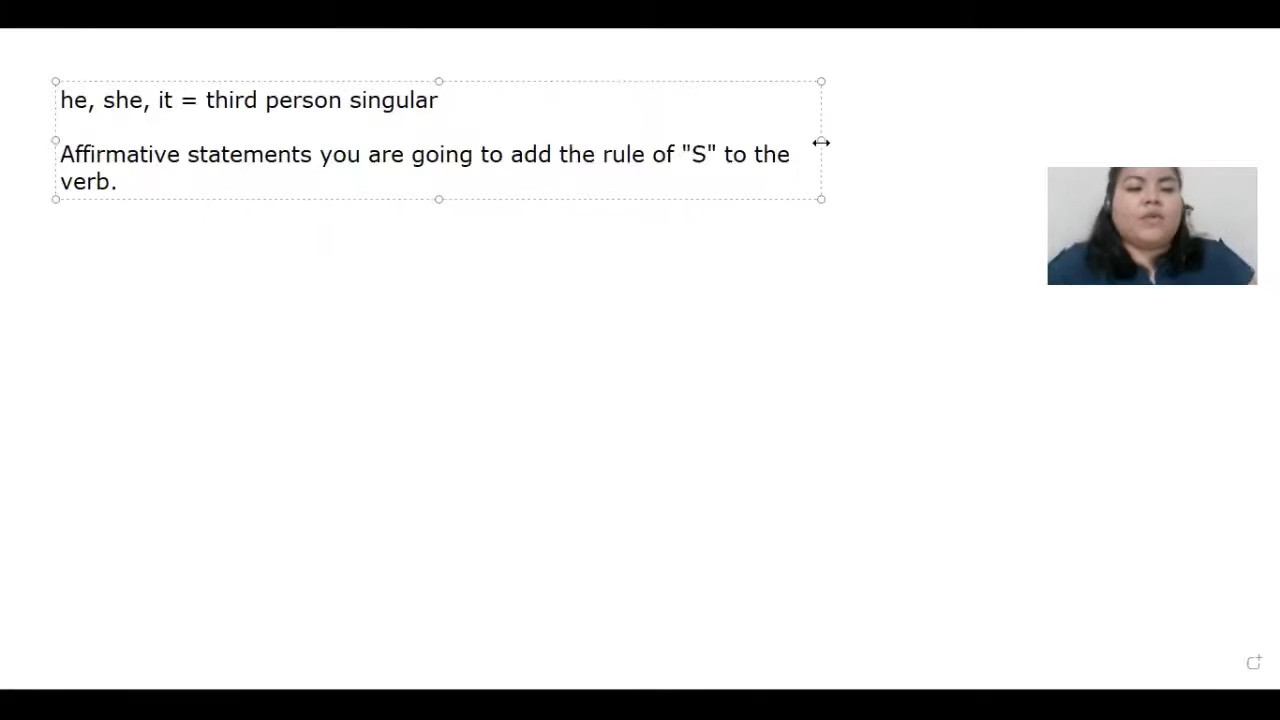 he, she, it = third person singular
Affirmative statements you are going to add the rule of "S" to the
verb.